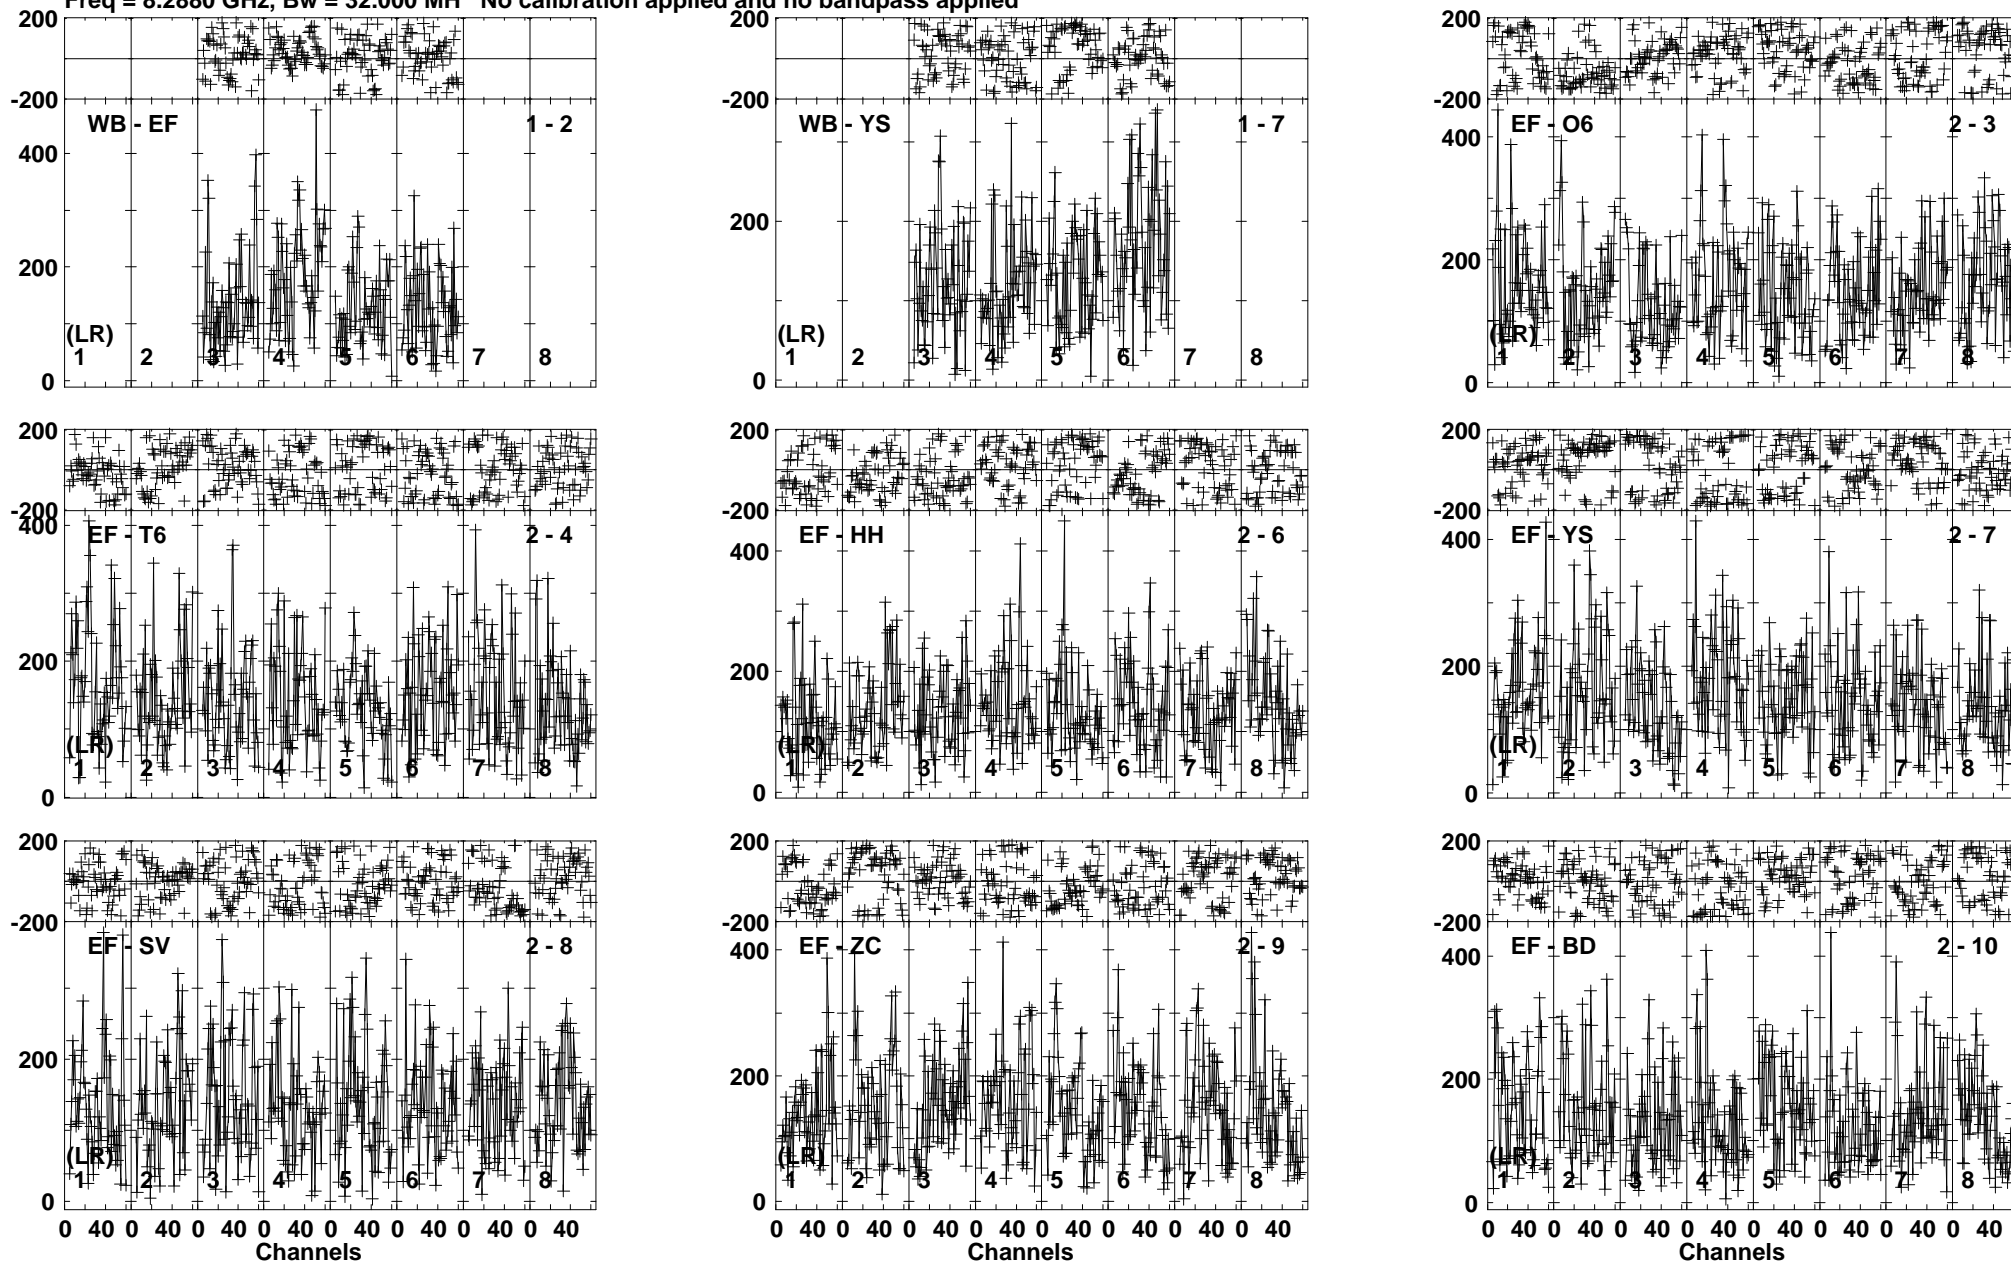 Freq = 8.2880 GHz, Bw = 32.000 MH No calibration applied and no bandpass applied
200
-200
WB - EF 1 - 2
400
200
(LR)
0
1 2 3 4 5 6 7 8
200
-200
WB - YS 1 - 7
200
(LR)
0
1 2 3 4 5 6 7 8
200
-200
EF - O6 2 - 3
400
200
(LR)
0
1 2 3 4 5 6 7 8
200
-200
400
EF - T6 2 - 4
200
(LR)
0
1 2 3 4 5 6 7 8
200
-200
EF - HH 2 - 6
400
200
(LR)
0
1 2 3 4 5 6 7 8
200
-200
EF - YS 2 - 7
400
200
(LR)
0
1 2 3 4 5 6 7 8
200
-200
EF - SV 2 - 8
200
(LR)
0
1 2 3 4 5 6 7 8
0 40 0 40 0 40 0 40 0 40 0 40 0 40 0 40
Channels
200
-200
EF - ZC 2 - 9
400
200
(LR)
0
1 2 3 4 5 6 7 8
0 40 0 40 0 40 0 40 0 40 0 40 0 40 0 40
Channels
200
-200
EF - BD 2 - 10
400
200
(LR)
0
1 2 3 4 5 6 7 8
0 40 0 40 0 40 0 40 0 40 0 40 0 40 0 40
Channels